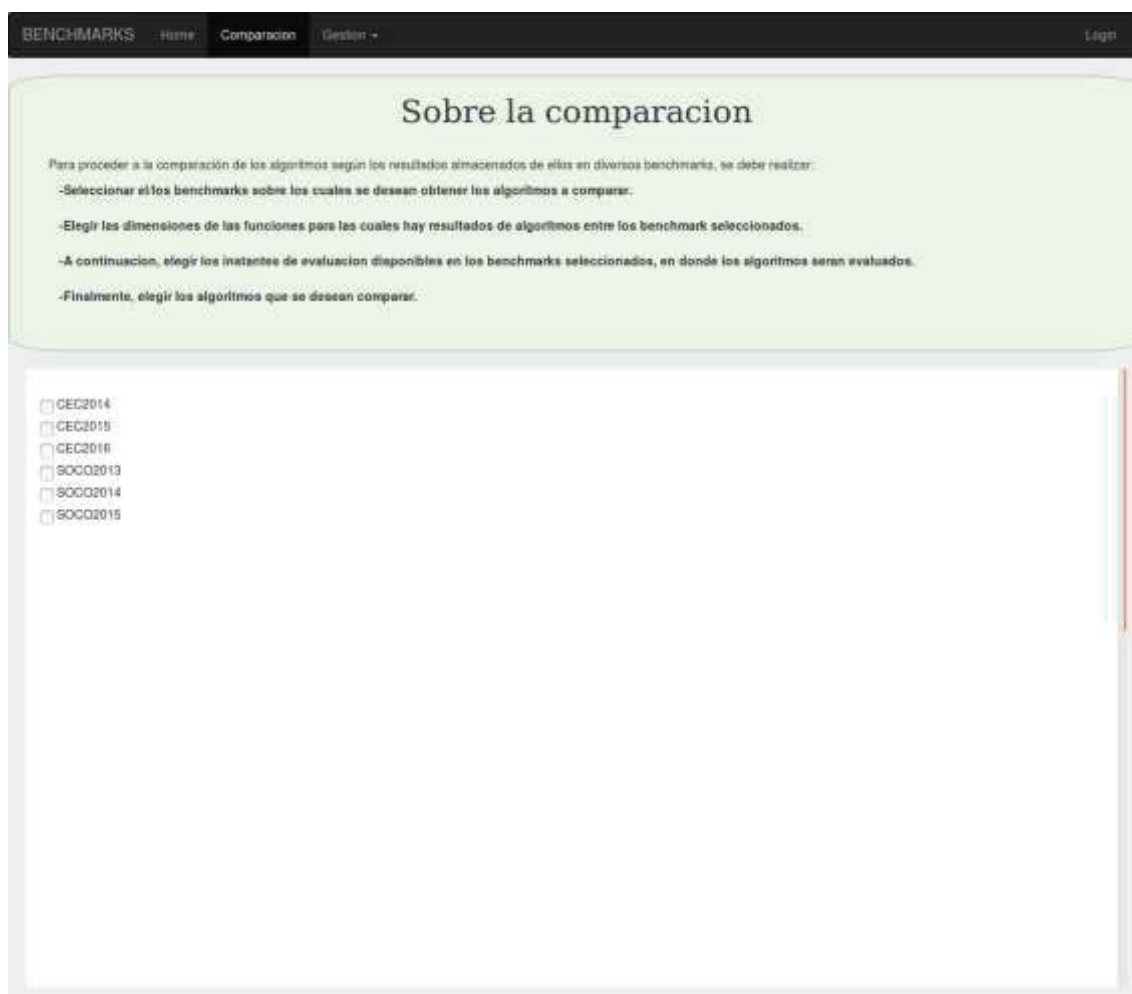 BENCHMARKS Home Comparacion Gestion Login
Sobre la comparacion
Para proceder a la comparación de los algoritmos según los resultados almacenados de ellos en diversos benchmarks, se debe realizar:
-Seleccionar el/los benchmarks sobre los cuales se desean obtener los algoritmos a comparar.
-Elegir las dimensiones de las funciones para las cuales hay resultados de algoritmos entre los benchmark seleccionados.
-A continuacion, elegir los instantes de evaluacion disponibles en los benchmarks seleccionados, en donde los algoritmos seran evaluados.
-Finalmente, elegir los algoritmos que se desean comparar.
CEC2014
CEC2015
CEC2016
SOCO2013
SOCO2014
SOCO2015